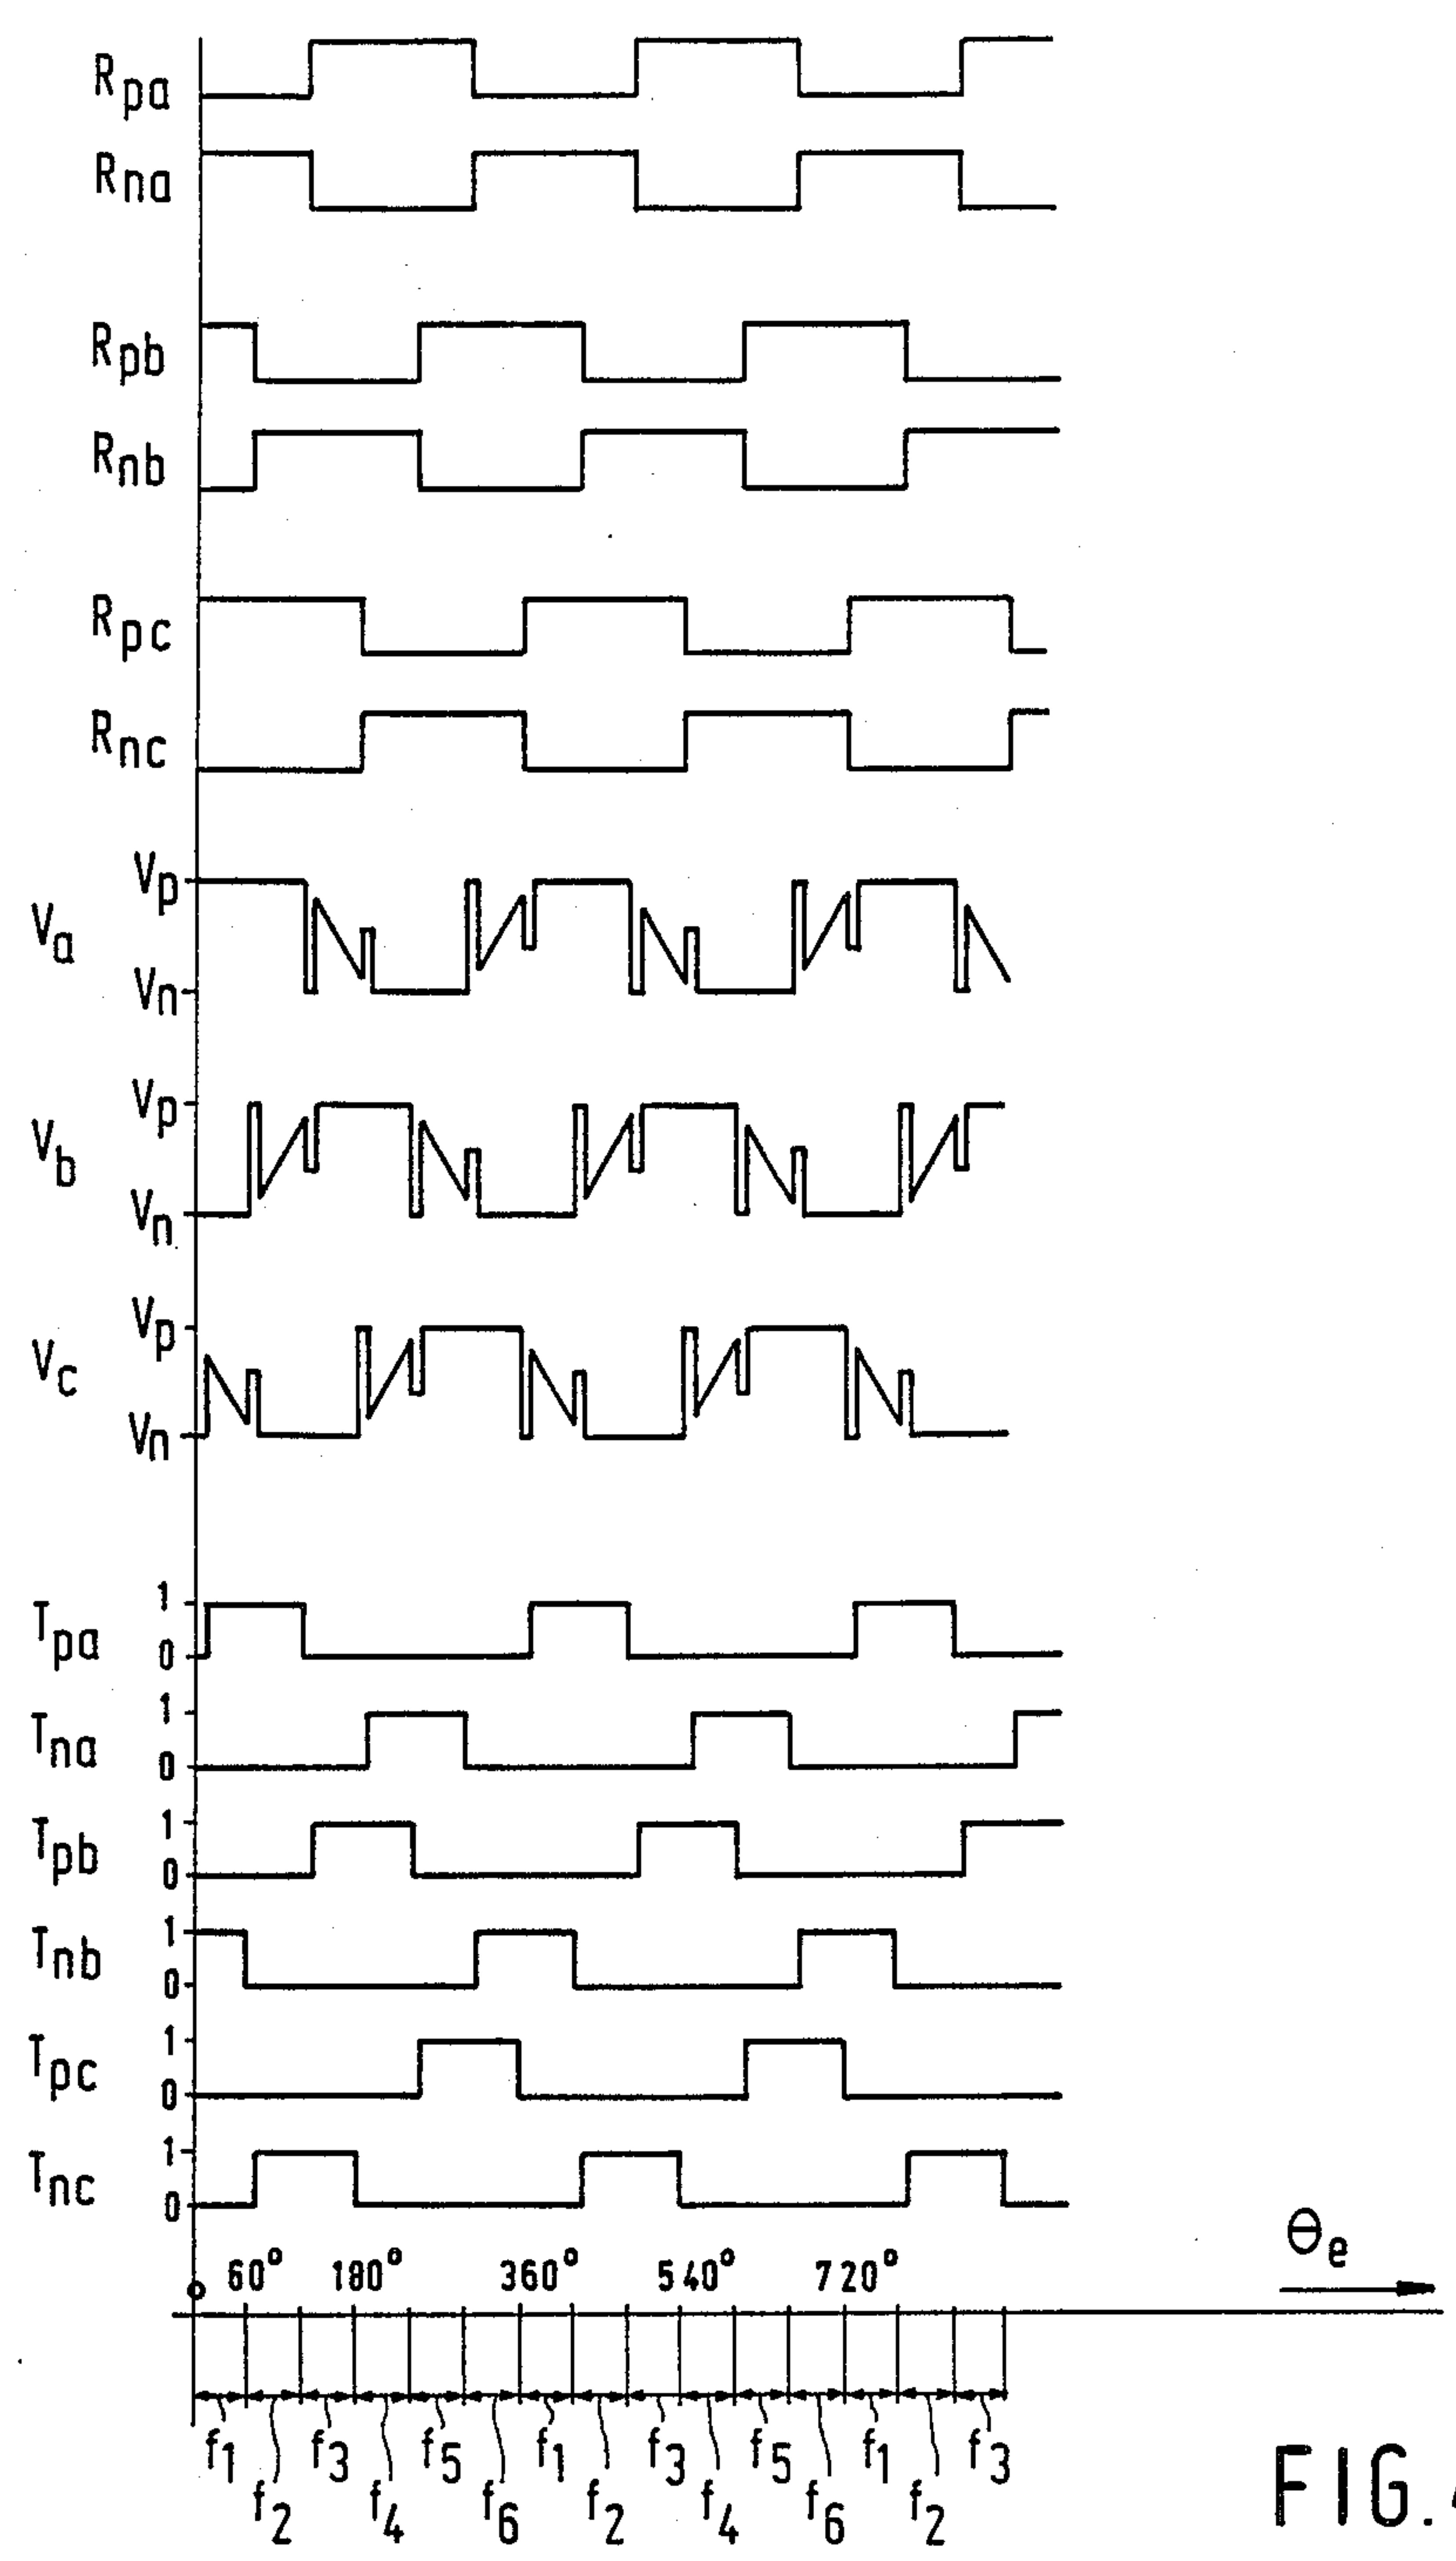 Rpa
Rna
Rpb
Rnb
Rpc
Rnc
Vp
Va
Vn
Vp
Vb
Vn
Vp
Vc
Vn
1
Tpa
0
1
Tna
0
1
Tpb
0
1
Tnb
0
1
Tpc
0
1
Tnc
0
Θe
0 60° 180° 360° 540° 720°
f1 f3 f5 f1 f3 f5 f1 f3
f2 f4 f6 f2 f4 f6 f2
FIG.